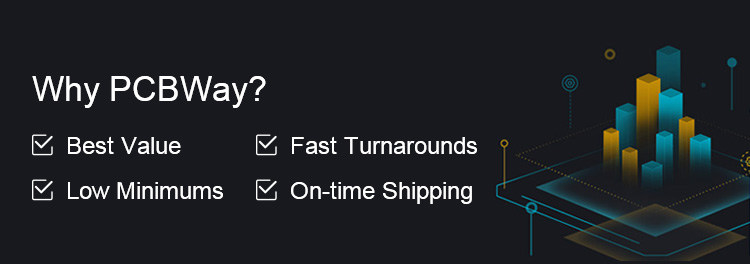 Why PCBWay?
Best Value
Fast Turnarounds
Low Minimums
On-time Shipping